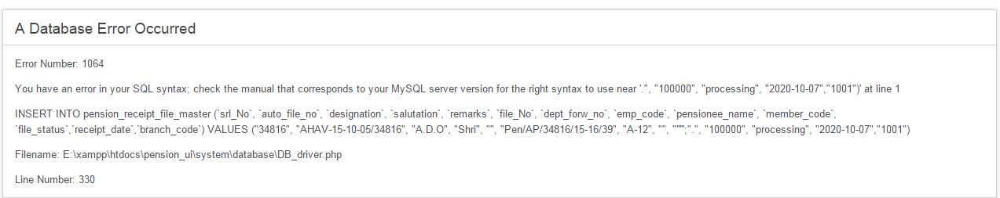 A Database Error Occurred
Error Number: 1064
You have an error in your SQL syntax; check the manual that corresponds to your MySQL server version for the right syntax to use near '.", "100000", "processing", "2020-10-07","1001")' at line 1
INSERT INTO pension_receipt_file_master (`srl_No`, `auto_file_no`, `designation`, `salutation`, `remarks`, `file_No`, `dept_forw_no`, `emp_code`, `pensionee_name`, `member_code`,
`file_status`,`receipt_date`,`branch_code`) VALUES ("34816", "AHAV-15-10-05/34816", "A.D.O", "Shri", "", "Pen/AP/34816/15-16/39", "A-12", "", """";".", "100000", "processing", "2020-10-07","1001")
Filename: E:\xampp\htdocs\pension_ui\system\database\DB_driver.php
Line Number: 330